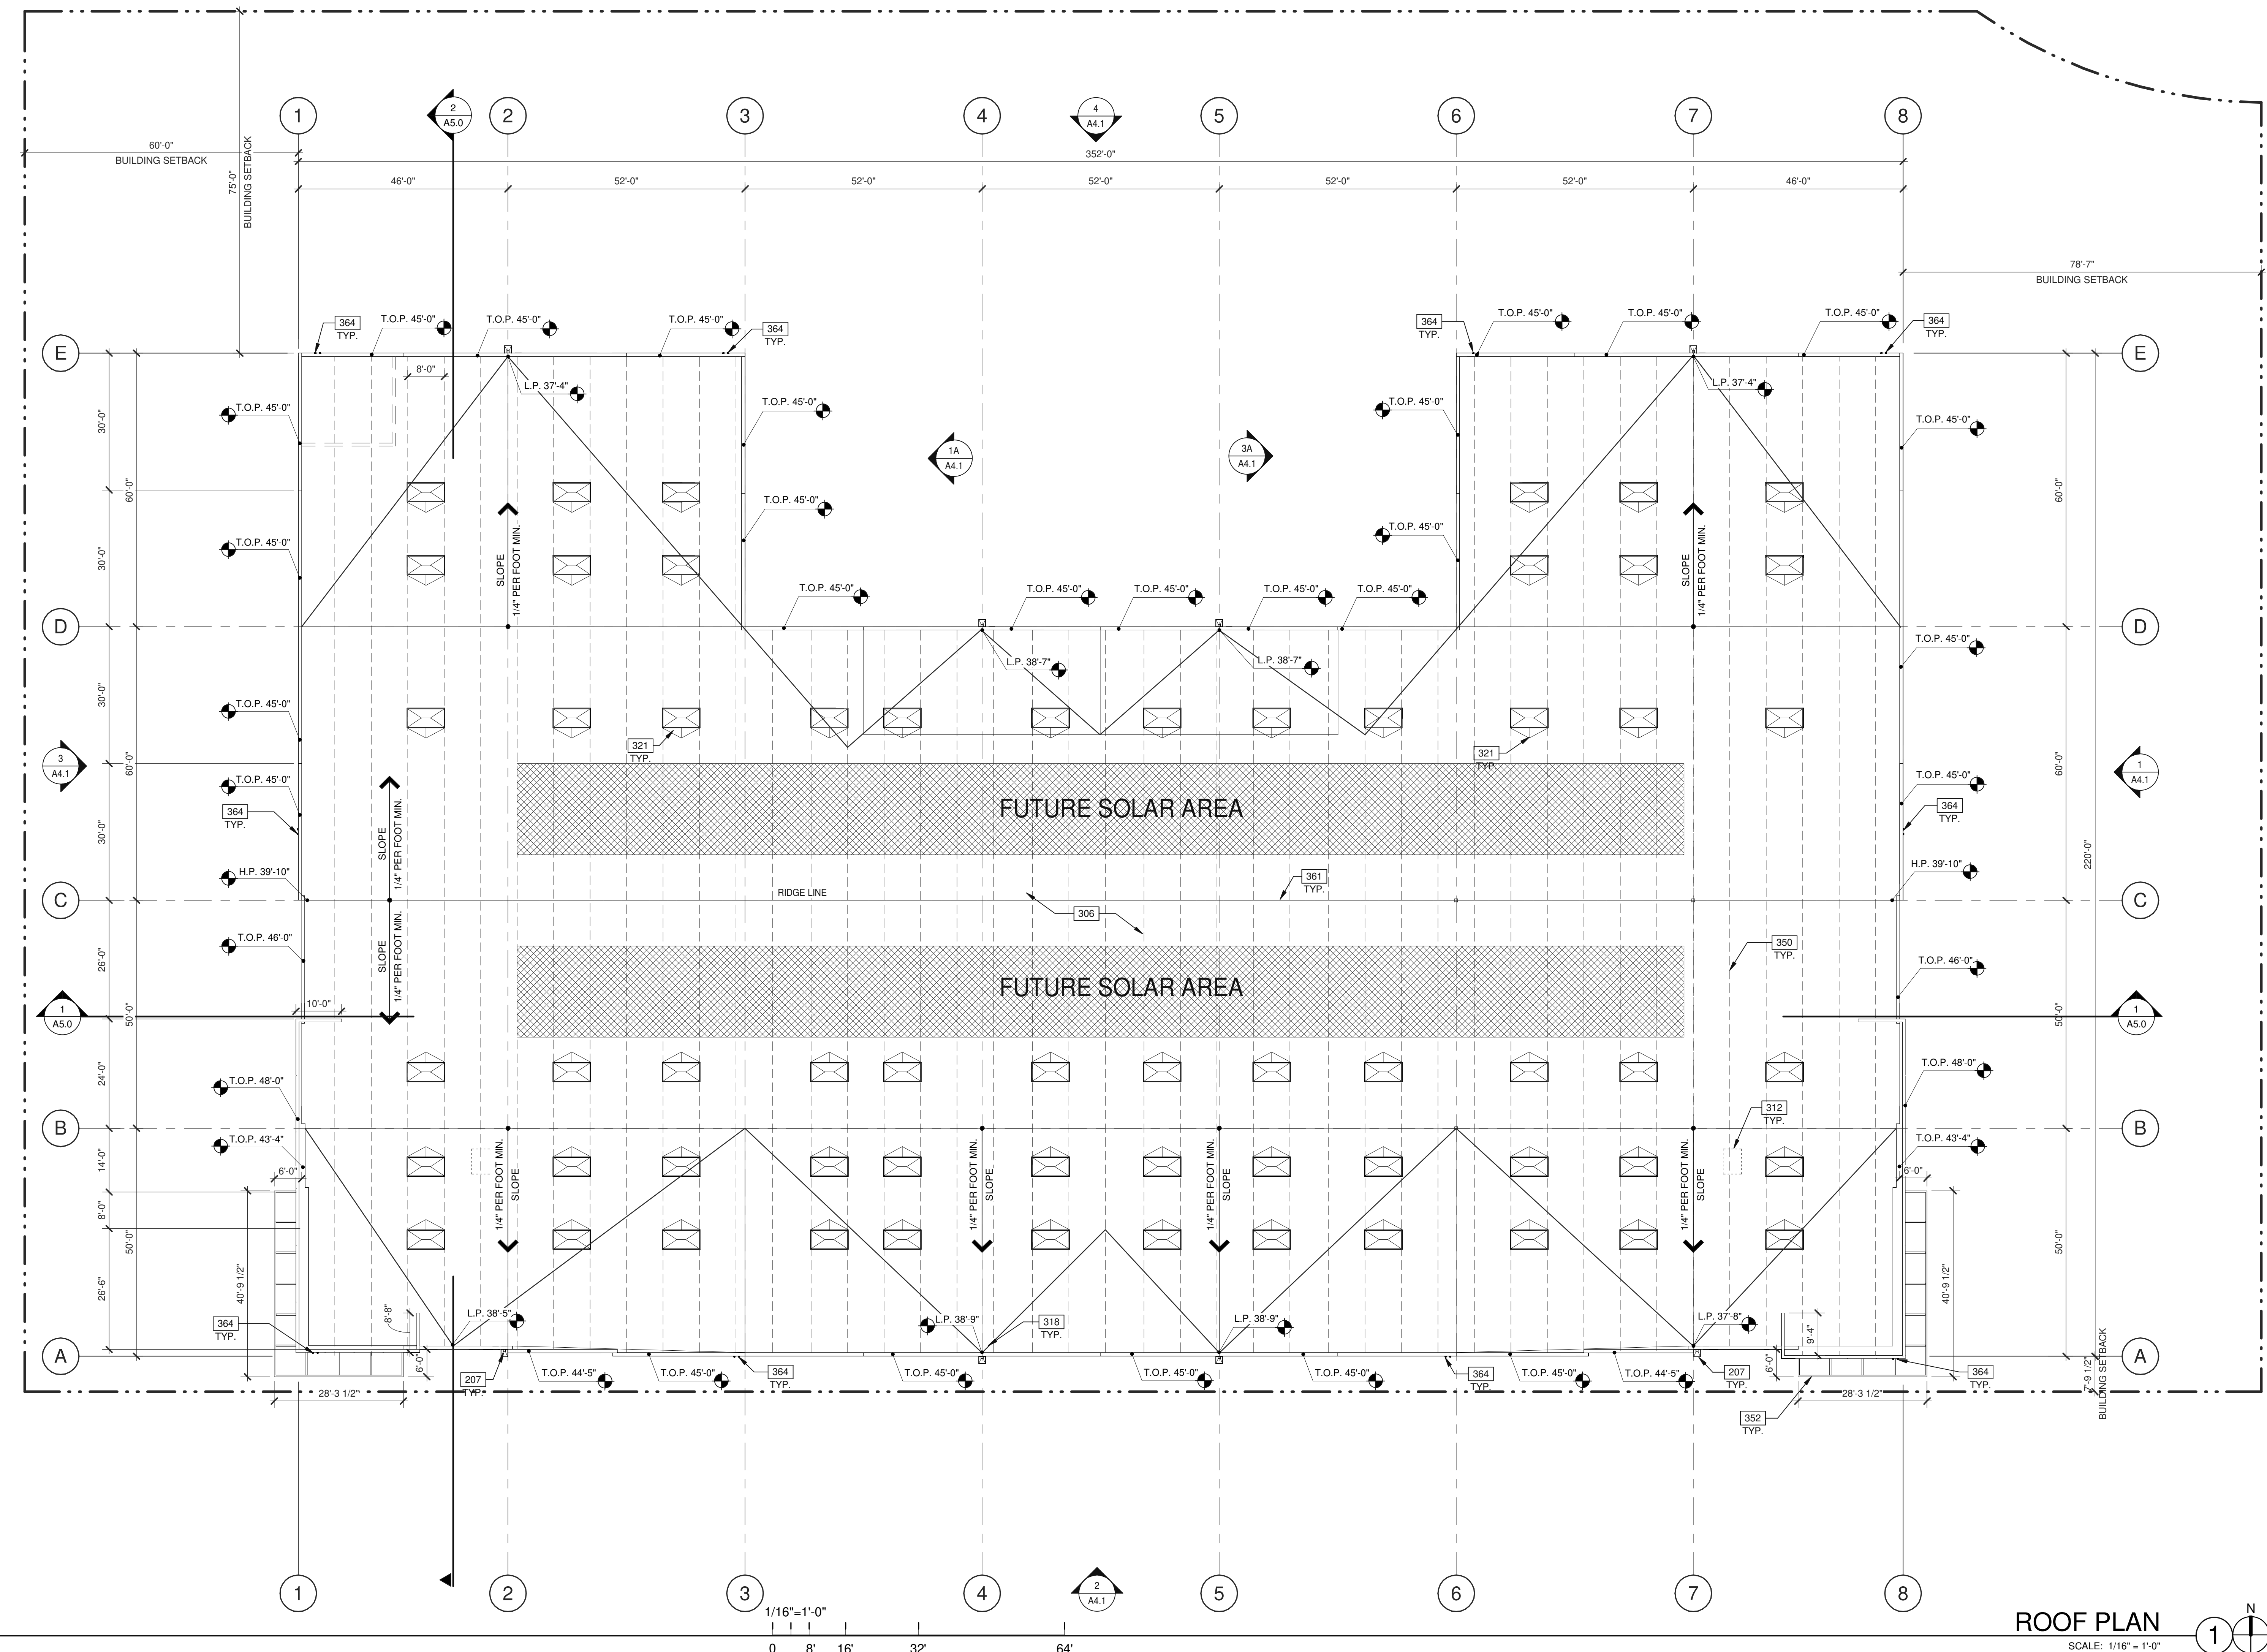 1
2
A5.0
2
3
4
4
A4.1
5
6
7
8
60'-0"
BUILDING SETBACK
75'-0"
BUILDING SETBACK
352'-0"
46'-0"
52'-0"
52'-0"
52'-0"
52'-0"
52'-0"
46'-0"
78'-7"
BUILDING SETBACK
364
TYP.
T.O.P. 45'-0"
T.O.P. 45'-0"
T.O.P. 45'-0"
364
TYP.
364
TYP.
T.O.P. 45'-0"
T.O.P. 45'-0"
T.O.P. 45'-0"
364
TYP.
E
E
8'-0"
L.P. 37'-4"
L.P. 37'-4"
T.O.P. 45'-0"
T.O.P. 45'-0"
T.O.P. 45'-0"
T.O.P. 45'-0"
30'-0"
60'-0"
1A
A4.1
3A
A4.1
60'-0"
T.O.P. 45'-0"
T.O.P. 45'-0"
T.O.P. 45'-0"
30'-0"
SLOPE
1/4" PER FOOT MIN.
SLOPE
1/4" PER FOOT MIN.
T.O.P. 45'-0"
T.O.P. 45'-0"
T.O.P. 45'-0"
T.O.P. 45'-0"
T.O.P. 45'-0"
D
D
T.O.P. 45'-0"
L.P. 38'-7"
L.P. 38'-7"
30'-0"
T.O.P. 45'-0"
321
TYP.
321
TYP.
3
A4.1
60'-0"
60'-0"
1
A4.1
T.O.P. 45'-0"
T.O.P. 45'-0"
364
TYP.
364
TYP.
FUTURE SOLAR AREA
30'-0"
SLOPE
1/4" PER FOOT MIN.
220'-0"
H.P. 39'-10"
H.P. 39'-10"
361
TYP.
C
RIDGE LINE
C
306
T.O.P. 46'-0"
350
TYP.
26'-0"
SLOPE
1/4" PER FOOT MIN.
T.O.P. 46'-0"
FUTURE SOLAR AREA
10'-0"
1
A5.0
50'-0"
50'-0"
1
A5.0
24'-0"
T.O.P. 48'-0"
T.O.P. 48'-0"
312
TYP.
B
B
T.O.P. 43'-4"
T.O.P. 43'-4"
14'-0"
6'-0"
6'-0"
1/4" PER FOOT MIN.
SLOPE
1/4" PER FOOT MIN.
SLOPE
1/4" PER FOOT MIN.
SLOPE
1/4" PER FOOT MIN.
SLOPE
8'-0"
50'-0"
50'-0"
26'-6"
40'-9 1/2"
40'-9 1/2"
8'-8"
L.P. 38'-5"
L.P. 38'-9"
318
TYP.
L.P. 38'-9"
L.P. 37'-8"
9'-4"
364
TYP.
A
A
6'-0"
6'-0"
207
TYP.
T.O.P. 44'-5"
T.O.P. 45'-0"
364
TYP.
T.O.P. 45'-0"
T.O.P. 45'-0"
T.O.P. 45'-0"
364
TYP.
T.O.P. 45'-0"
T.O.P. 44'-5"
207
TYP.
364
TYP.
7'-9 1/2"
BUILDING SETBACK
28'-3 1/2"
28'-3 1/2"
352
TYP.
1
2
3
4
2
A4.1
5
6
7
8
1/16"=1'-0"
0 8' 16' 32' 64'
ROOF PLAN
SCALE: 1/16" = 1'-0"
1
N